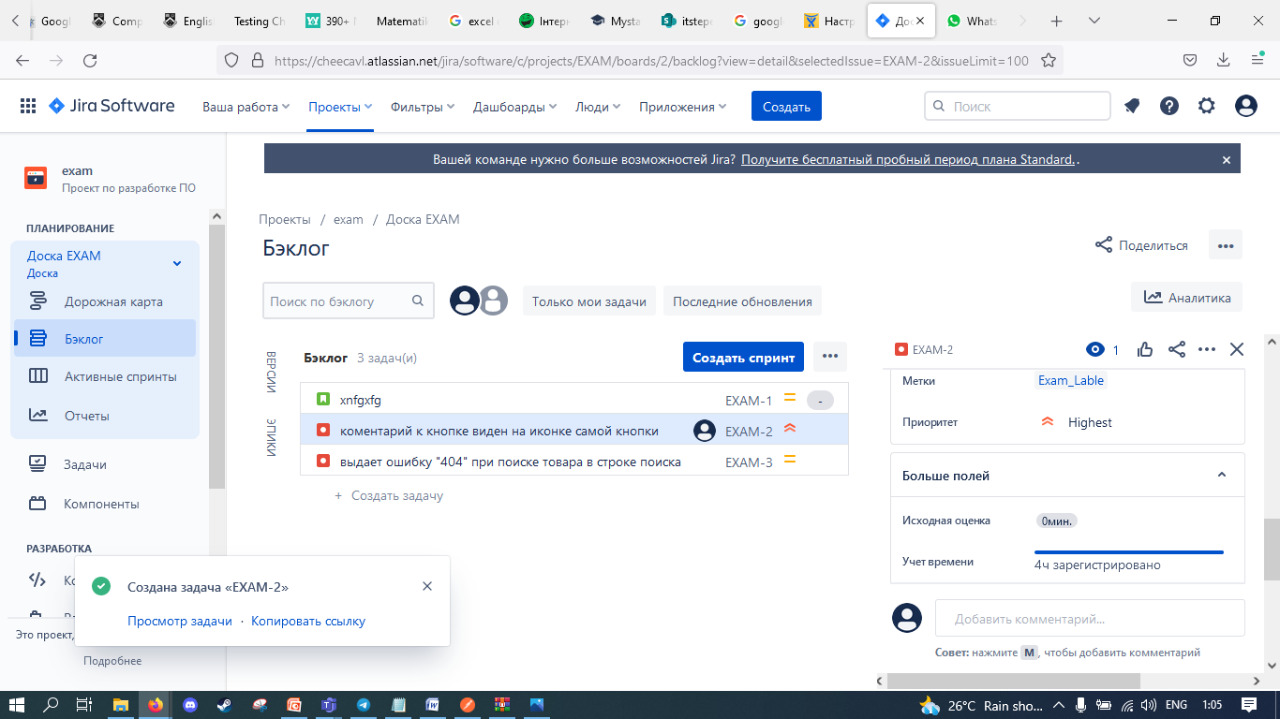 Googl
Comp
Englis
Testing Ch
390+ 
Matematik
excel
Інтерн
Mysta
itstep
googl
Настр
Дос
Whats
https://cheecavl.atlassian.net/jira/software/c/projects/EXAM/boards/2/backlog?view=detail&selectedIssue=EXAM-2&issueLimit=100
Jira Software
Ваша работа
Проекты
Фильтры
Дашборды
Люди
Приложения
Создать
Поиск
exam
Проект по разработке ПО
Вашей команде нужно больше возможностей Jira? Получите бесплатный пробный период плана Standard. .
ПЛАНИРОВАНИЕ
Доска EXAM
Доска
Дорожная карта
Бэклог
Активные спринты
Отчеты
Задачи
Компоненты
РАЗРАБОТКА
Это проект,
Подробнее
Проекты / exam / Доска EXAM
Бэклог
Поделиться
Поиск по бэклогу
Только мои задачи
Последние обновления
Аналитика
ВЕРСИИ
ЭПИКИ
Бэклог 3 задач(и)
Создать спринт
xnfgxfg EXAM-1 -
коментарий к кнопке виден на иконке самой кнопки EXAM-2
выдает ошибку "404" при поиске товара в строке поиска EXAM-3
+ Создать задачу
EXAM-2
1
Метки Exam_Lable
Приоритет Highest
Больше полей
Исходная оценка 0мин.
Учет времени 4ч зарегистрировано
Добавить комментарий...
Совет: нажмите M, чтобы добавить комментарий
Создана задача «EXAM-2»
Просмотр задачи · Копировать ссылку
26°C Rain sho... ENG 1:05